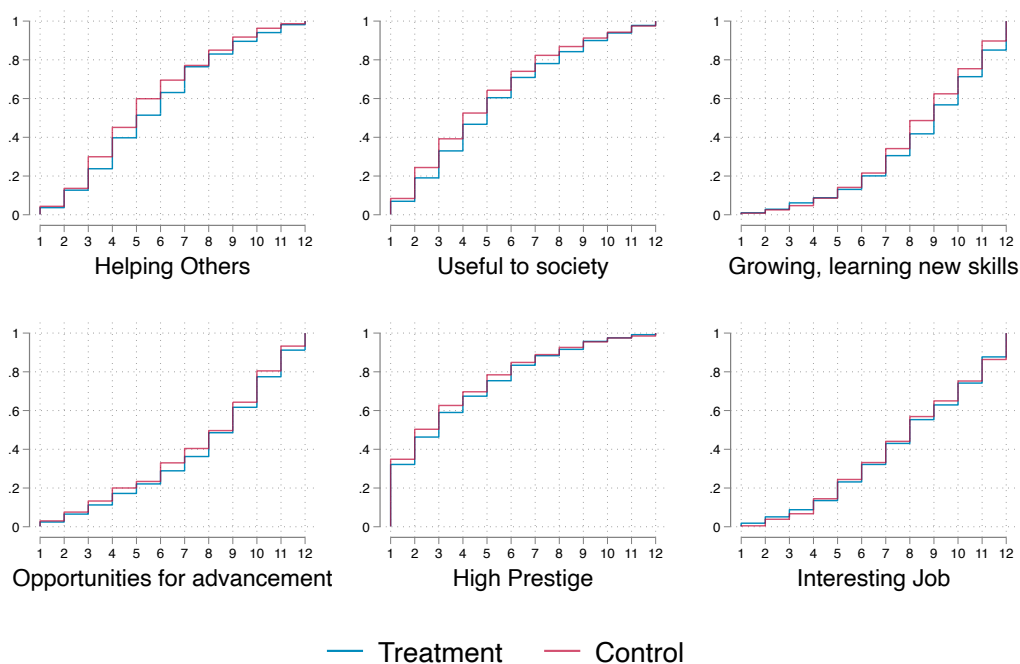 1 1 1
.8 .8 .8
.6 .6 .6
.4 .4 .4
.2 .2 .2
0 0 0
1 2 3 4 5 6 7 8 9 10 11 12 1 2 3 4 5 6 7 8 9 10 11 12 1 2 3 4 5 6 7 8 9 10 11 12
Helping Others Useful to society Growing, learning new skills
1 1 1
.8 .8 .8
.6 .6 .6
.4 .4 .4
.2 .2 .2
0 0 0
1 2 3 4 5 6 7 8 9 10 11 12 1 2 3 4 5 6 7 8 9 10 11 12 1 2 3 4 5 6 7 8 9 10 11 12
Opportunities for advancement High Prestige Interesting Job
Treatment Control